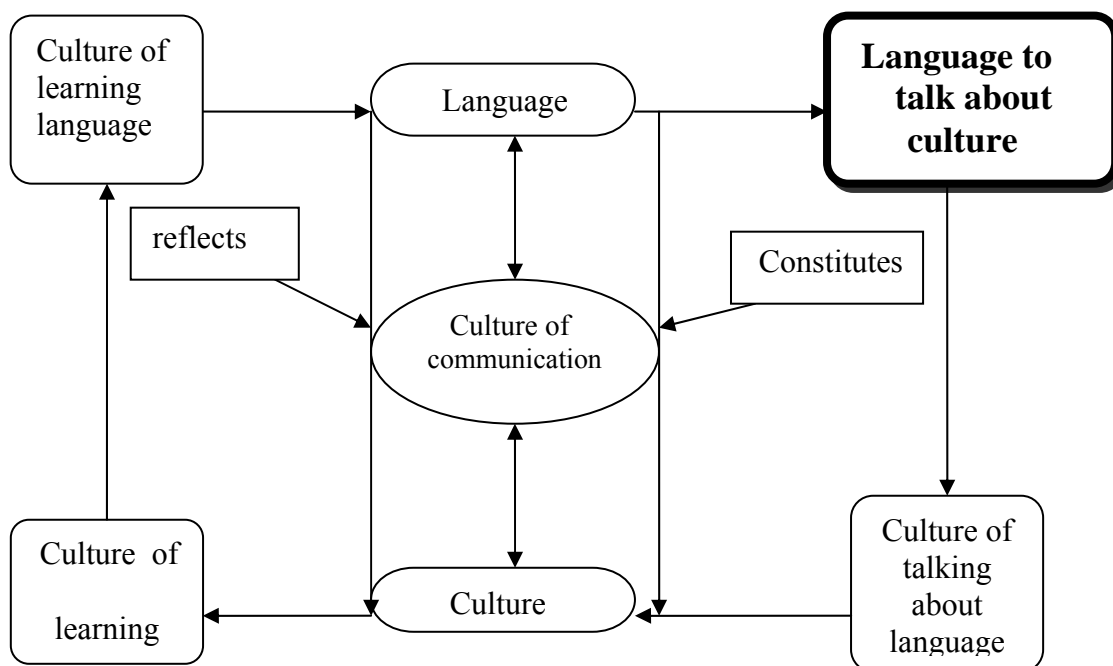 Culture of
learning
language
Language
Language to
talk about
culture
reflects
Constitutes
Culture of
communication
Culture of
learning
Culture
Culture of
talking
about
language